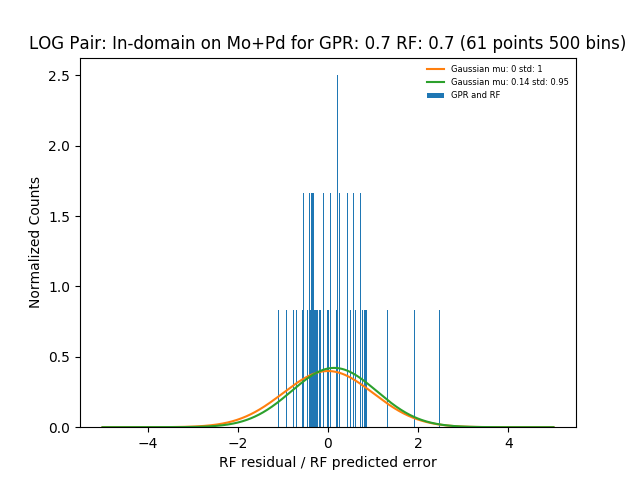 LOG Pair: In-domain on Mo+Pd for GPR: 0.7 RF: 0.7 (61 points 500 bins)
Gaussian mu: 0 std: 1
Gaussian mu: 0.14 std: 0.95
GPR and RF
Normalized Counts
2.5
2.0
1.5
1.0
0.5
0.0
−4 −2 0 2 4
RF residual / RF predicted error